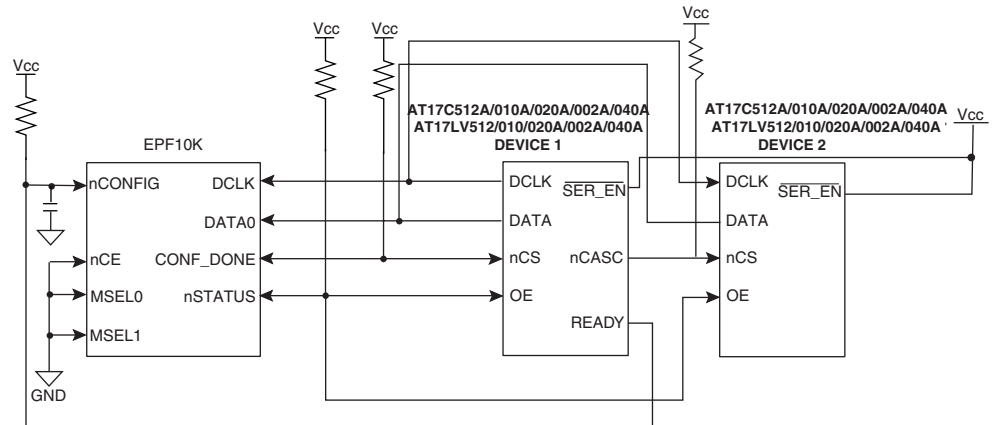 Vcc
Vcc
Vcc
Vcc
AT17C512A/010A/020A/002A/040A
AT17LV512/010/020A/002A/040A
DEVICE 1
AT17C512A/010A/020A/002A/040A
AT17LV512/010/020A/002A/040A
DEVICE 2
Vcc
EPF10K
nCONFIG
DCLK
DATA0
nCE
CONF_DONE
MSEL0
nSTATUS
MSEL1
GND
DCLK
SER_EN
DATA
nCS
nCASC
OE
READY
DCLK
SER_EN
DATA
nCS
OE